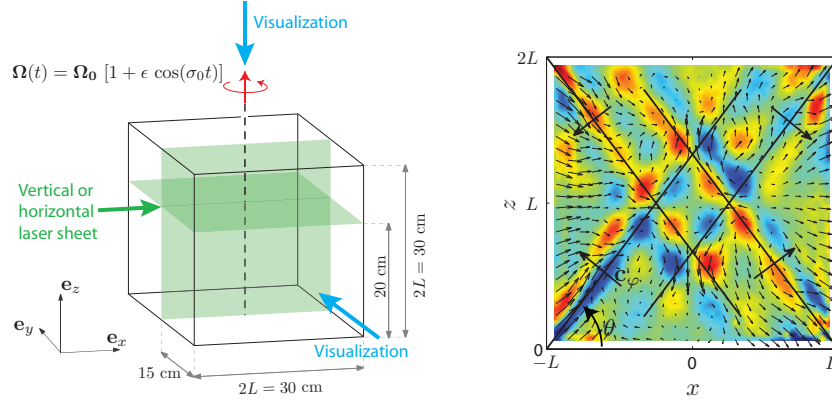 Visualization
Ω(t) = Ω₀ [1 + ϵ cos(σ₀t)]
Vertical or
horizontal
laser sheet
20 cm
2L = 30 cm
e_z
e_y
e_x
Visualization
15 cm
2L = 30 cm
2L
z
L
c_φ
θ
0
−L
0
L
x